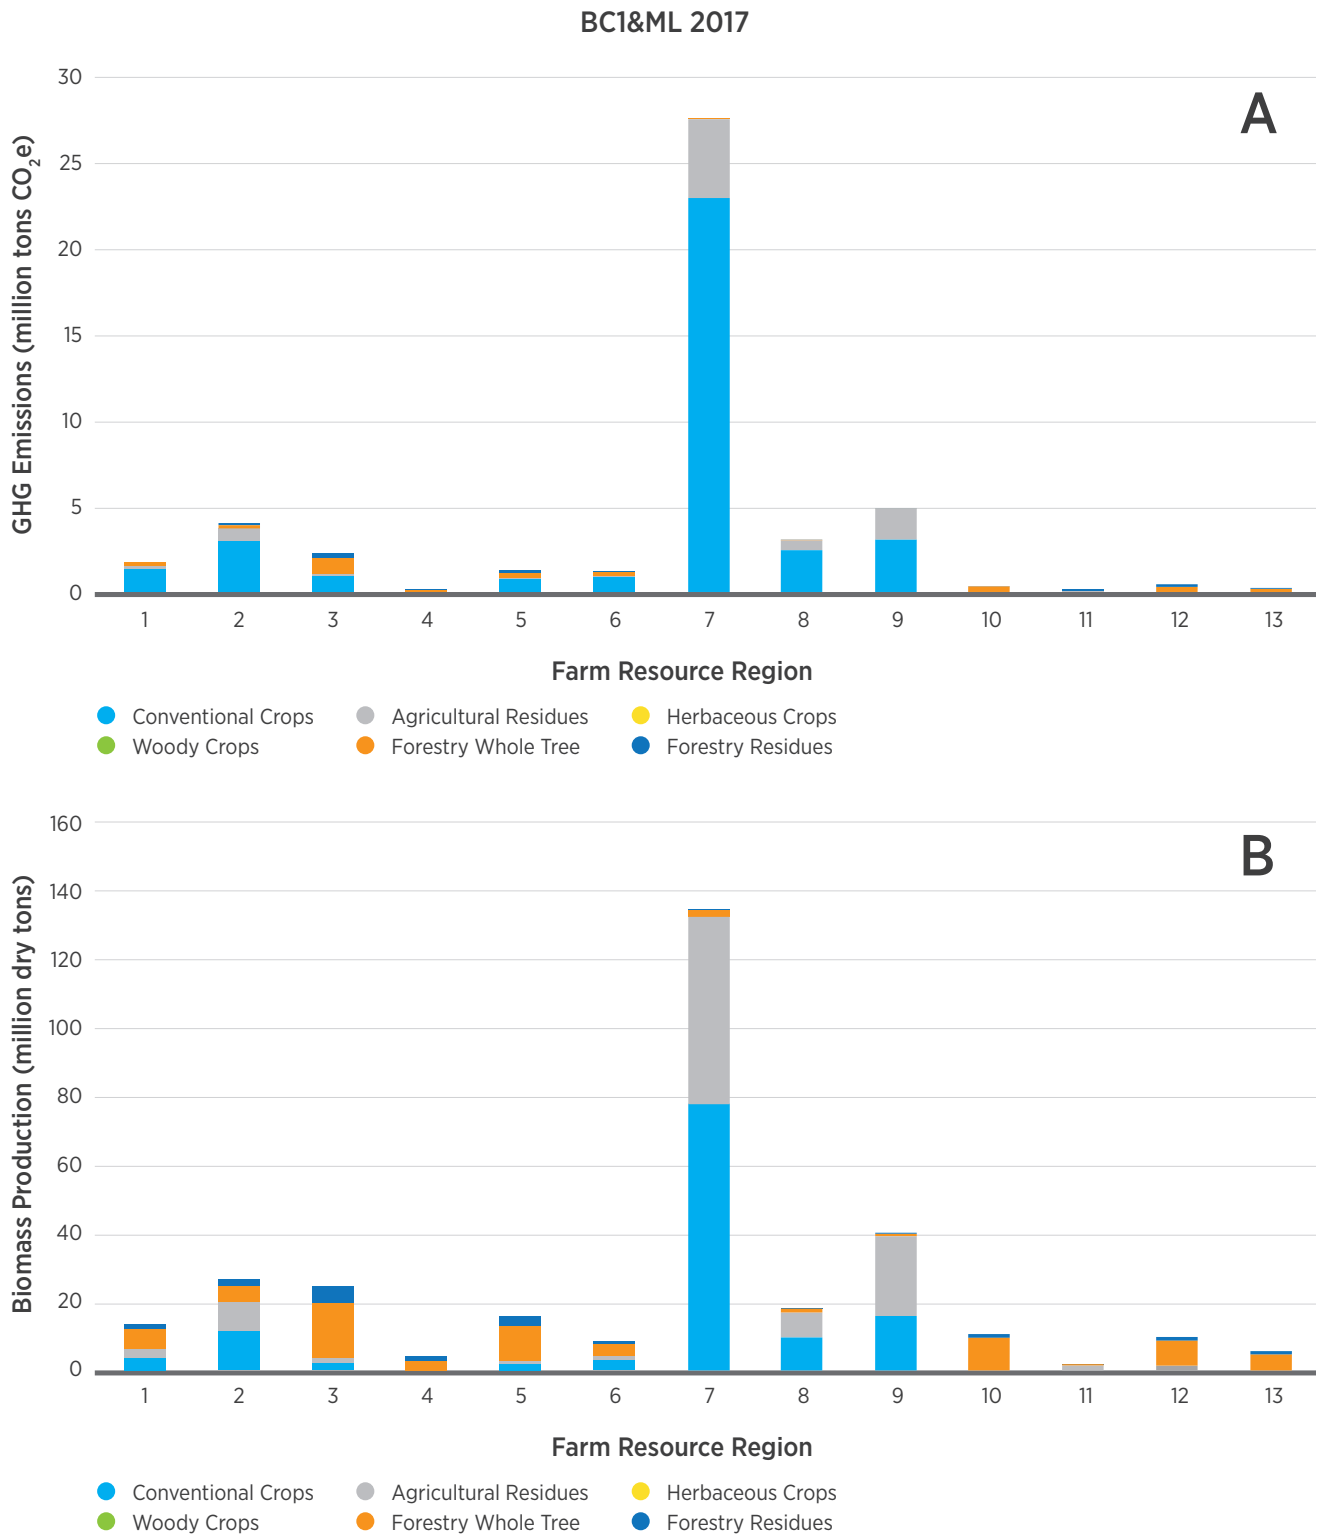 BC1&ML 2017
A
GHG Emissions (million tons CO2e)
30
25
20
15
10
5
0
1 2 3 4 5 6 7 8 9 10 11 12 13
Farm Resource Region
Conventional Crops Agricultural Residues Herbaceous Crops
Woody Crops Forestry Whole Tree Forestry Residues
B
Biomass Production (million dry tons)
160
140
120
100
80
60
40
20
0
1 2 3 4 5 6 7 8 9 10 11 12 13
Farm Resource Region
Conventional Crops Agricultural Residues Herbaceous Crops
Woody Crops Forestry Whole Tree Forestry Residues